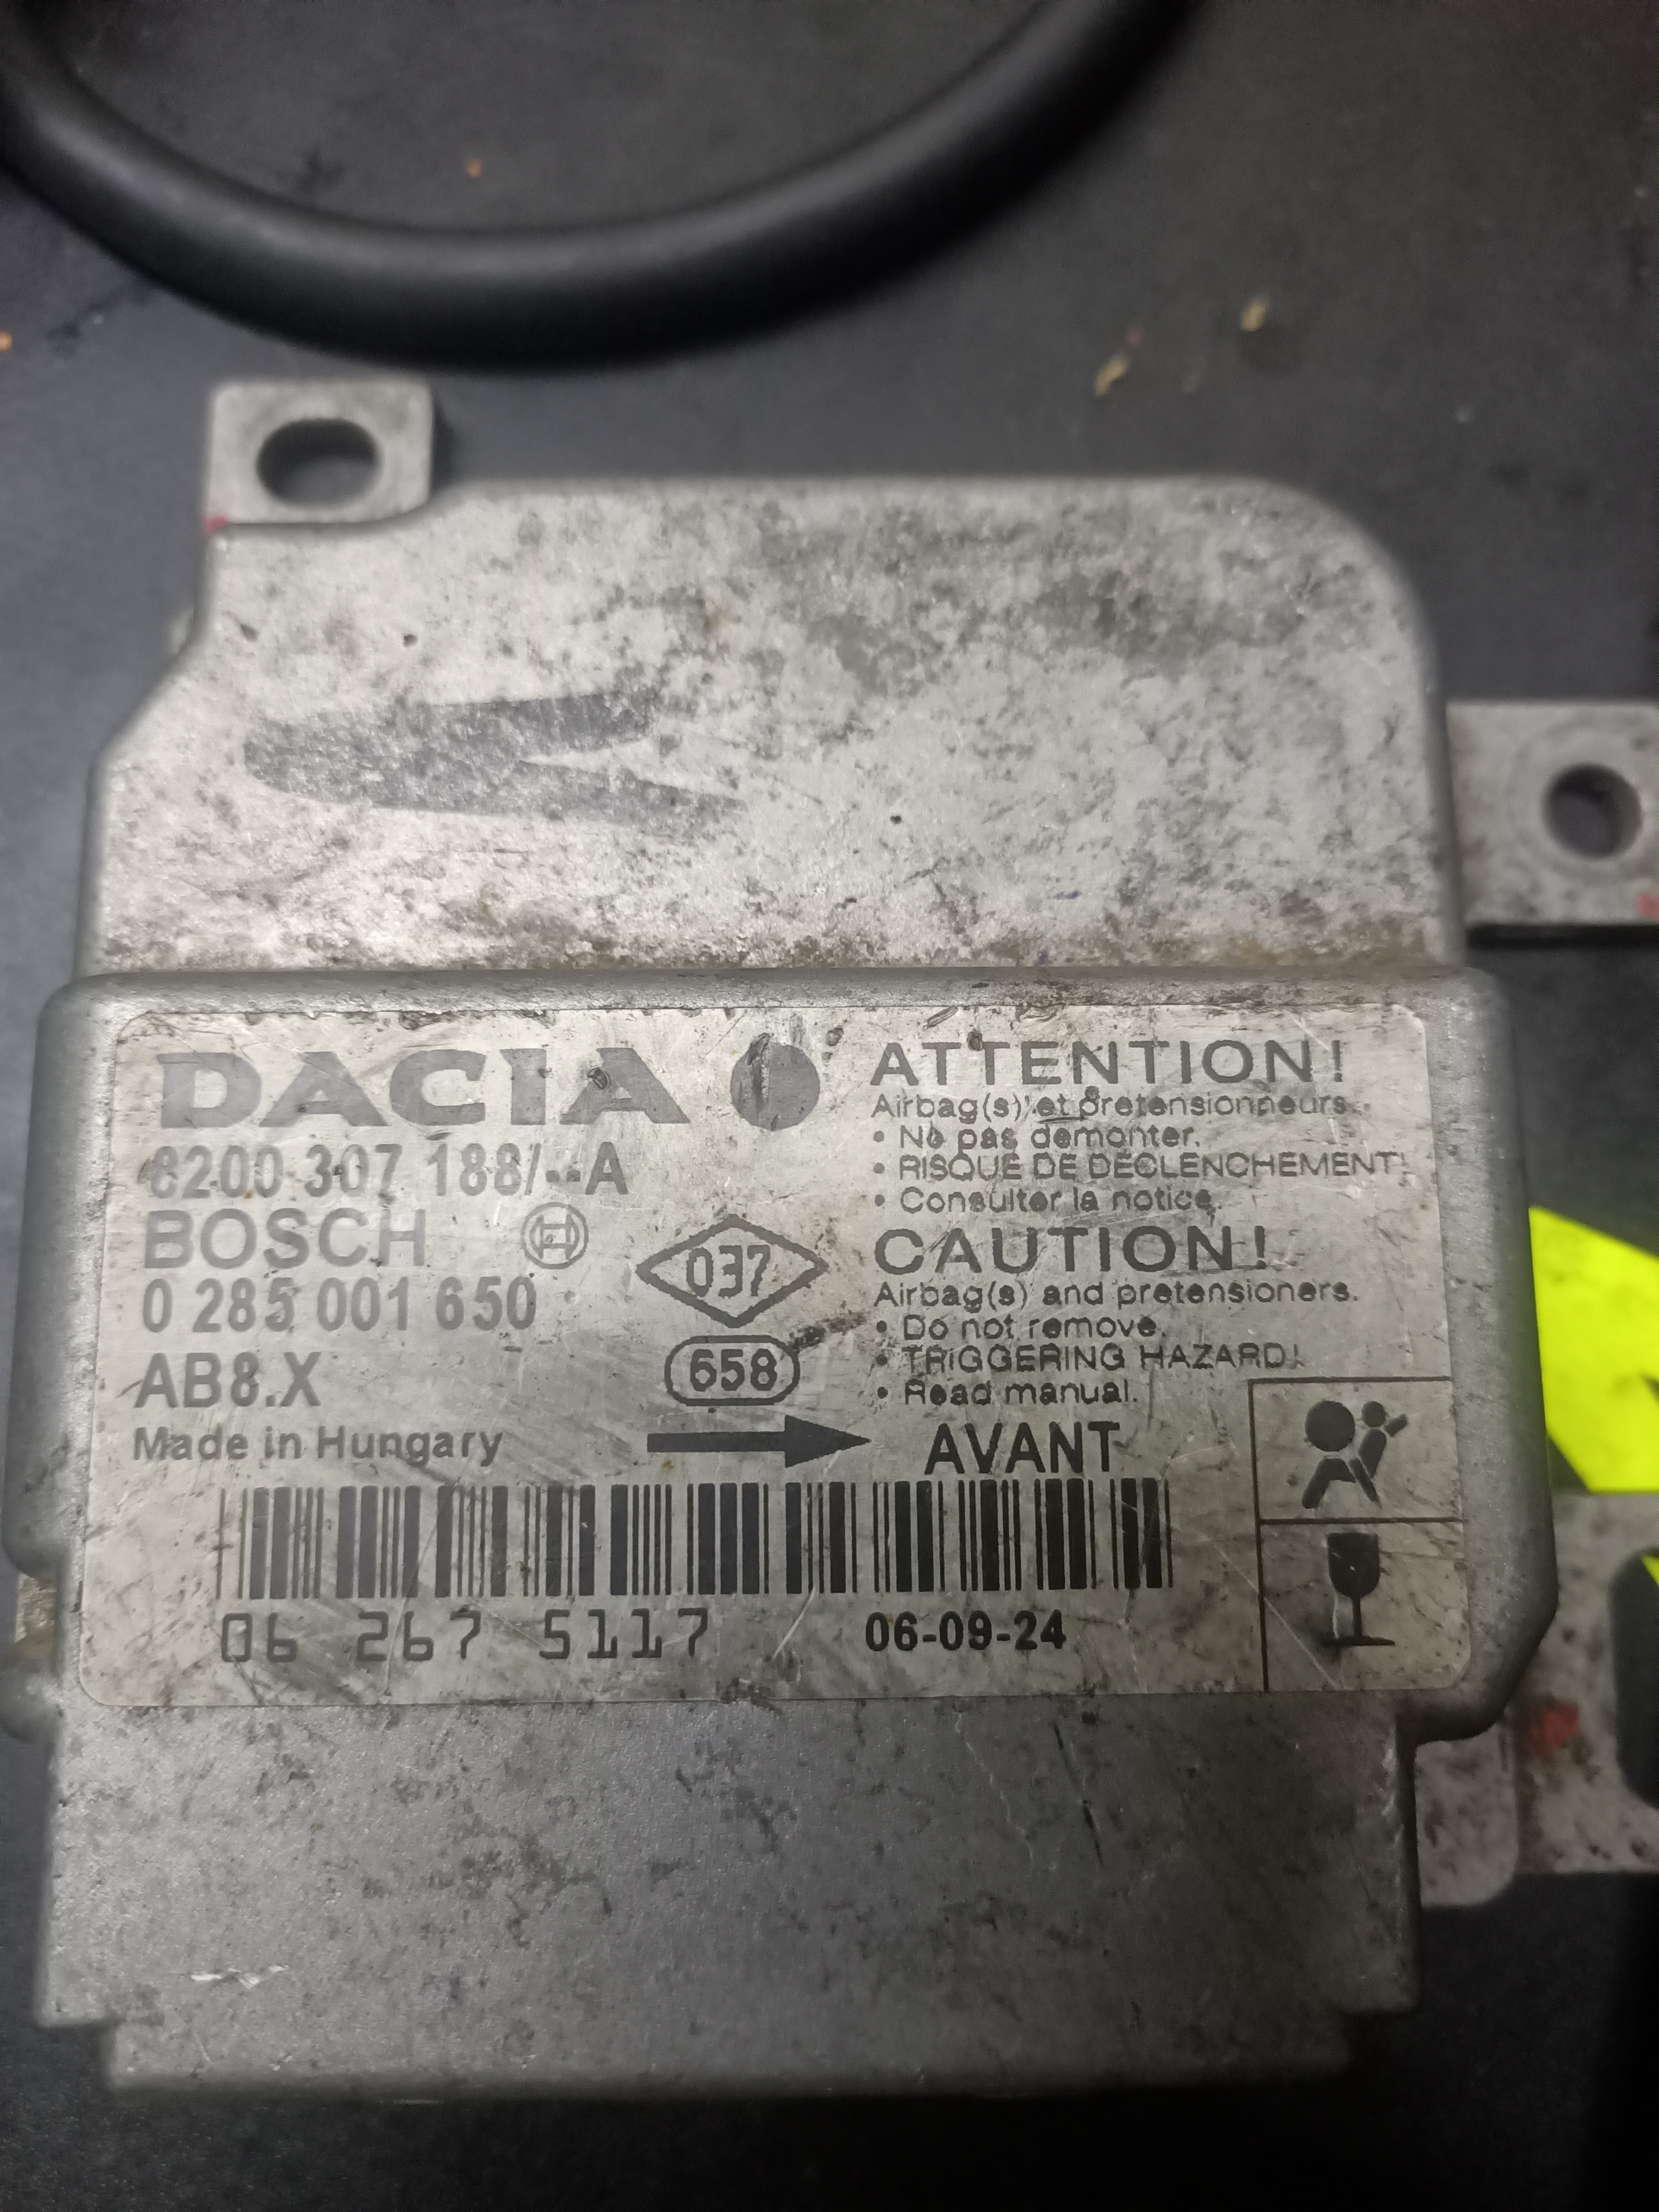 DACIA
8200 307 188/--A
BOSCH
0 285 001 650
AB8.X
Made in Hungary
037
658
ATTENTION!
Airbag(s) et pretensionneurs.
• No pas demonter.
• RISQUE DE DECLENCHEMENT!
• Consulter la notice.
CAUTION!
Airbag(s) and pretensioners.
• Do not remove.
• TRIGGERING HAZARD!
• Read manual.
AVANT
06 267 5117
06-09-24